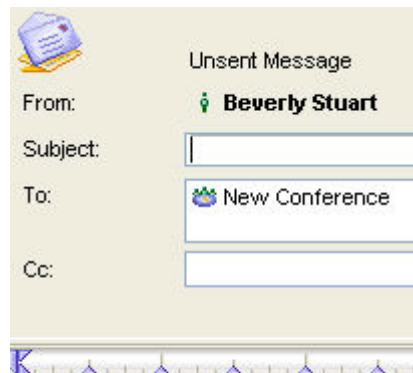 Unsent Message
From: Beverly Stuart
Subject:
To: New Conference
Cc: